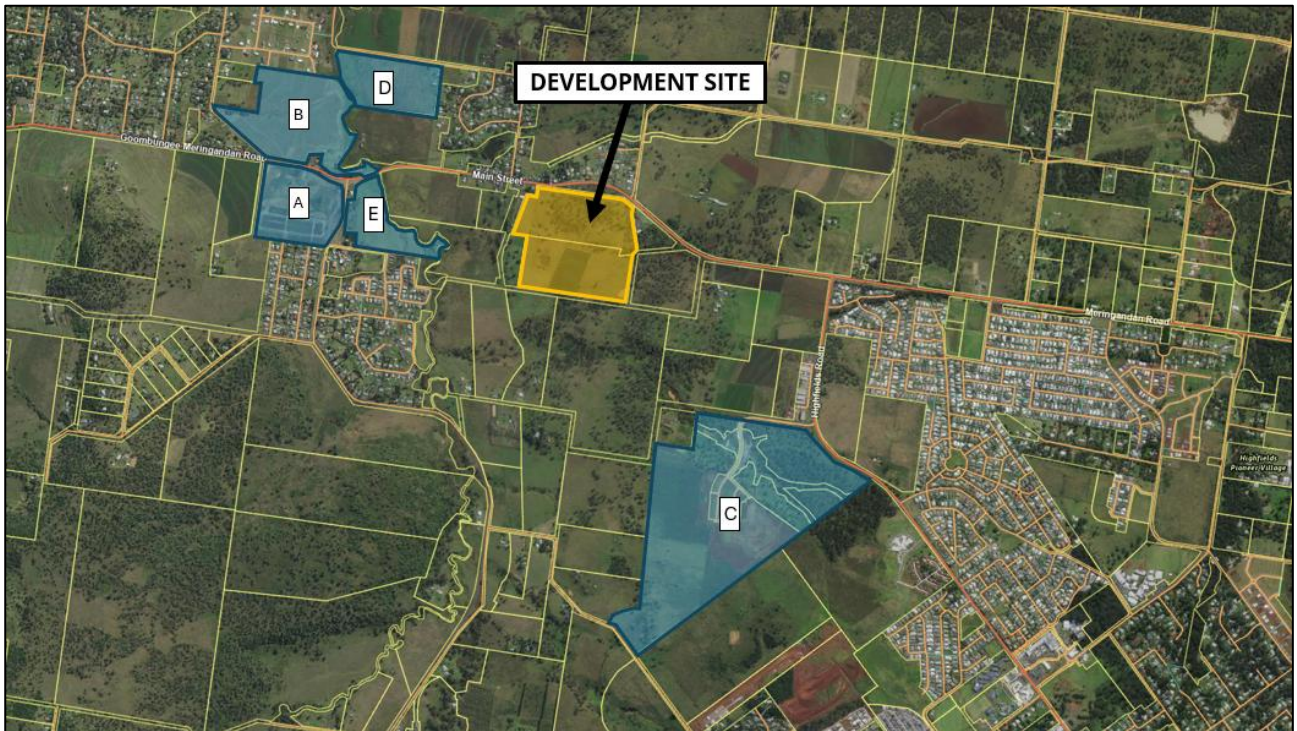 DEVELOPMENT SITE
D
B
Goombungee Meringandan Road
Main Street
A
E
Meringandan Road
Highfields Road
Highfields
Pioneer Village
C